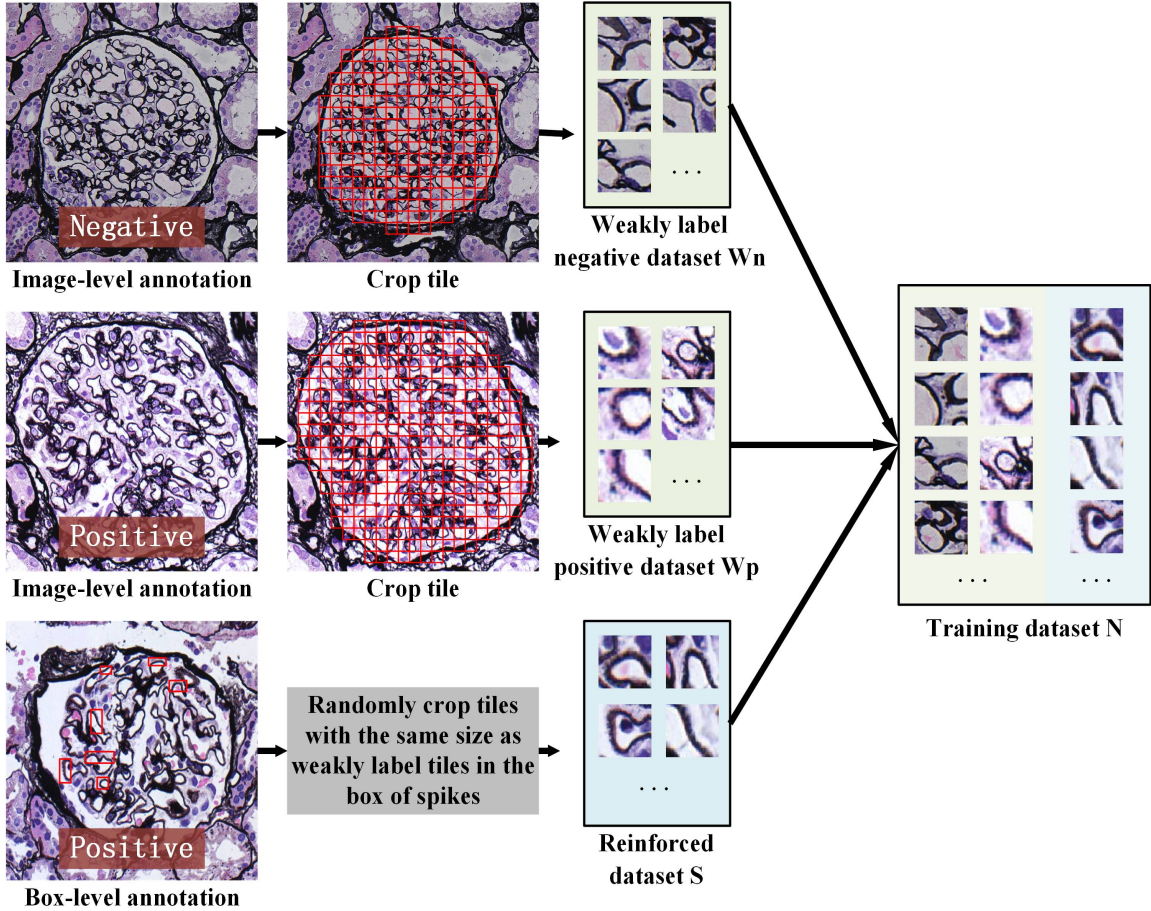 Negative
Image-level annotation
Crop tile
. . .
Weakly label
negative dataset Wn
Positive
Image-level annotation
Crop tile
. . .
Weakly label
positive dataset Wp
Positive
Box-level annotation
Randomly crop tiles
with the same size as
weakly label tiles in the
box of spikes
. . .
Reinforced
dataset S
. . .
. . .
Training dataset N